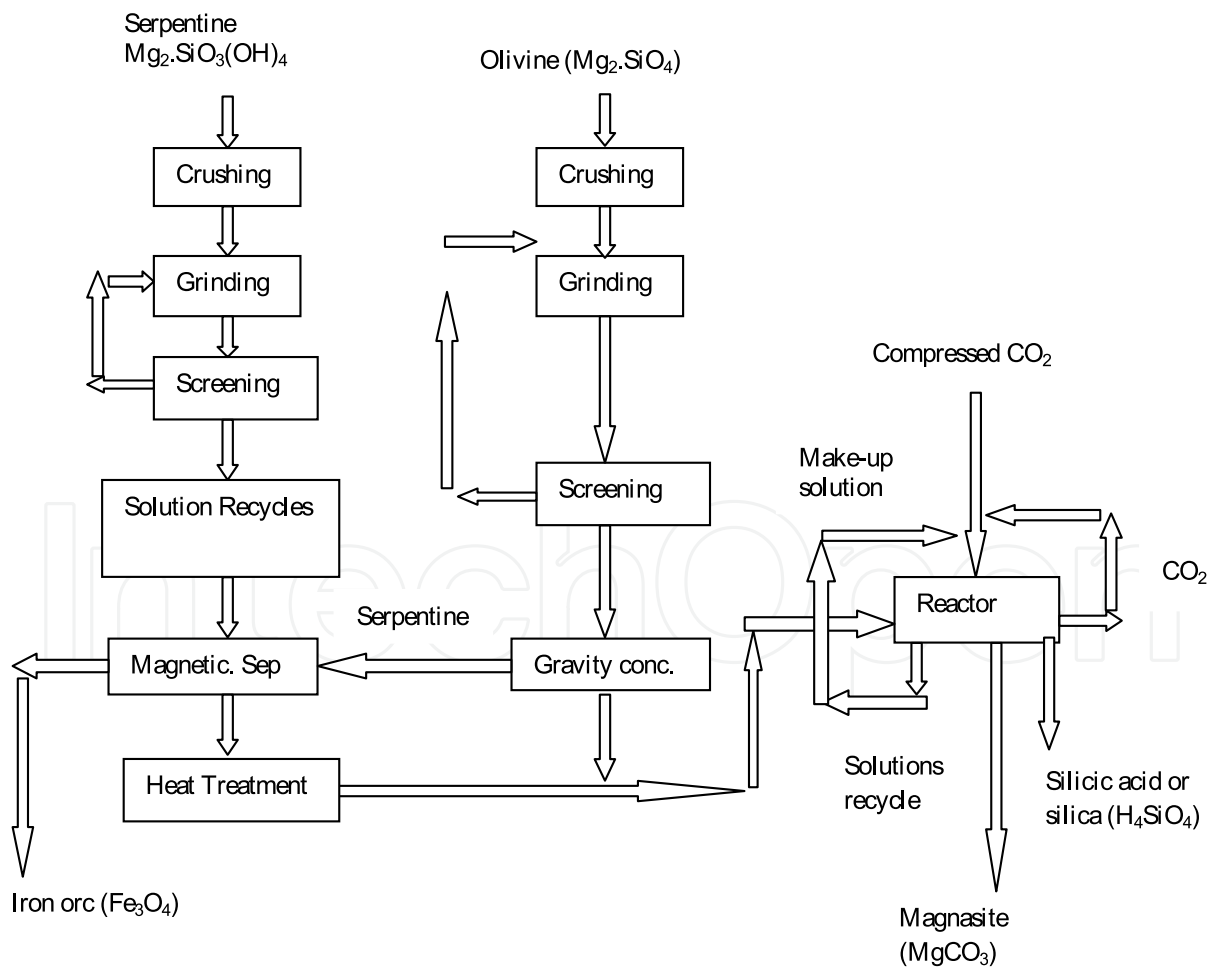 Serpentine
Mg₂.SiO₃(OH)₄
Olivine (Mg₂.SiO₄)
Crushing
Crushing
Grinding
Grinding
Compressed CO₂
Screening
Make-up
solution
Screening
Solution Recycles
CO₂
Reactor
Serpentine
Magnetic. Sep
Gravity conc.
Heat Treatment
Solutions
recycle
Silicic acid or
silica (H₄SiO₄)
Iron orc (Fe₃O₄)
Magnasite
(MgCO₃)
IntechOpen